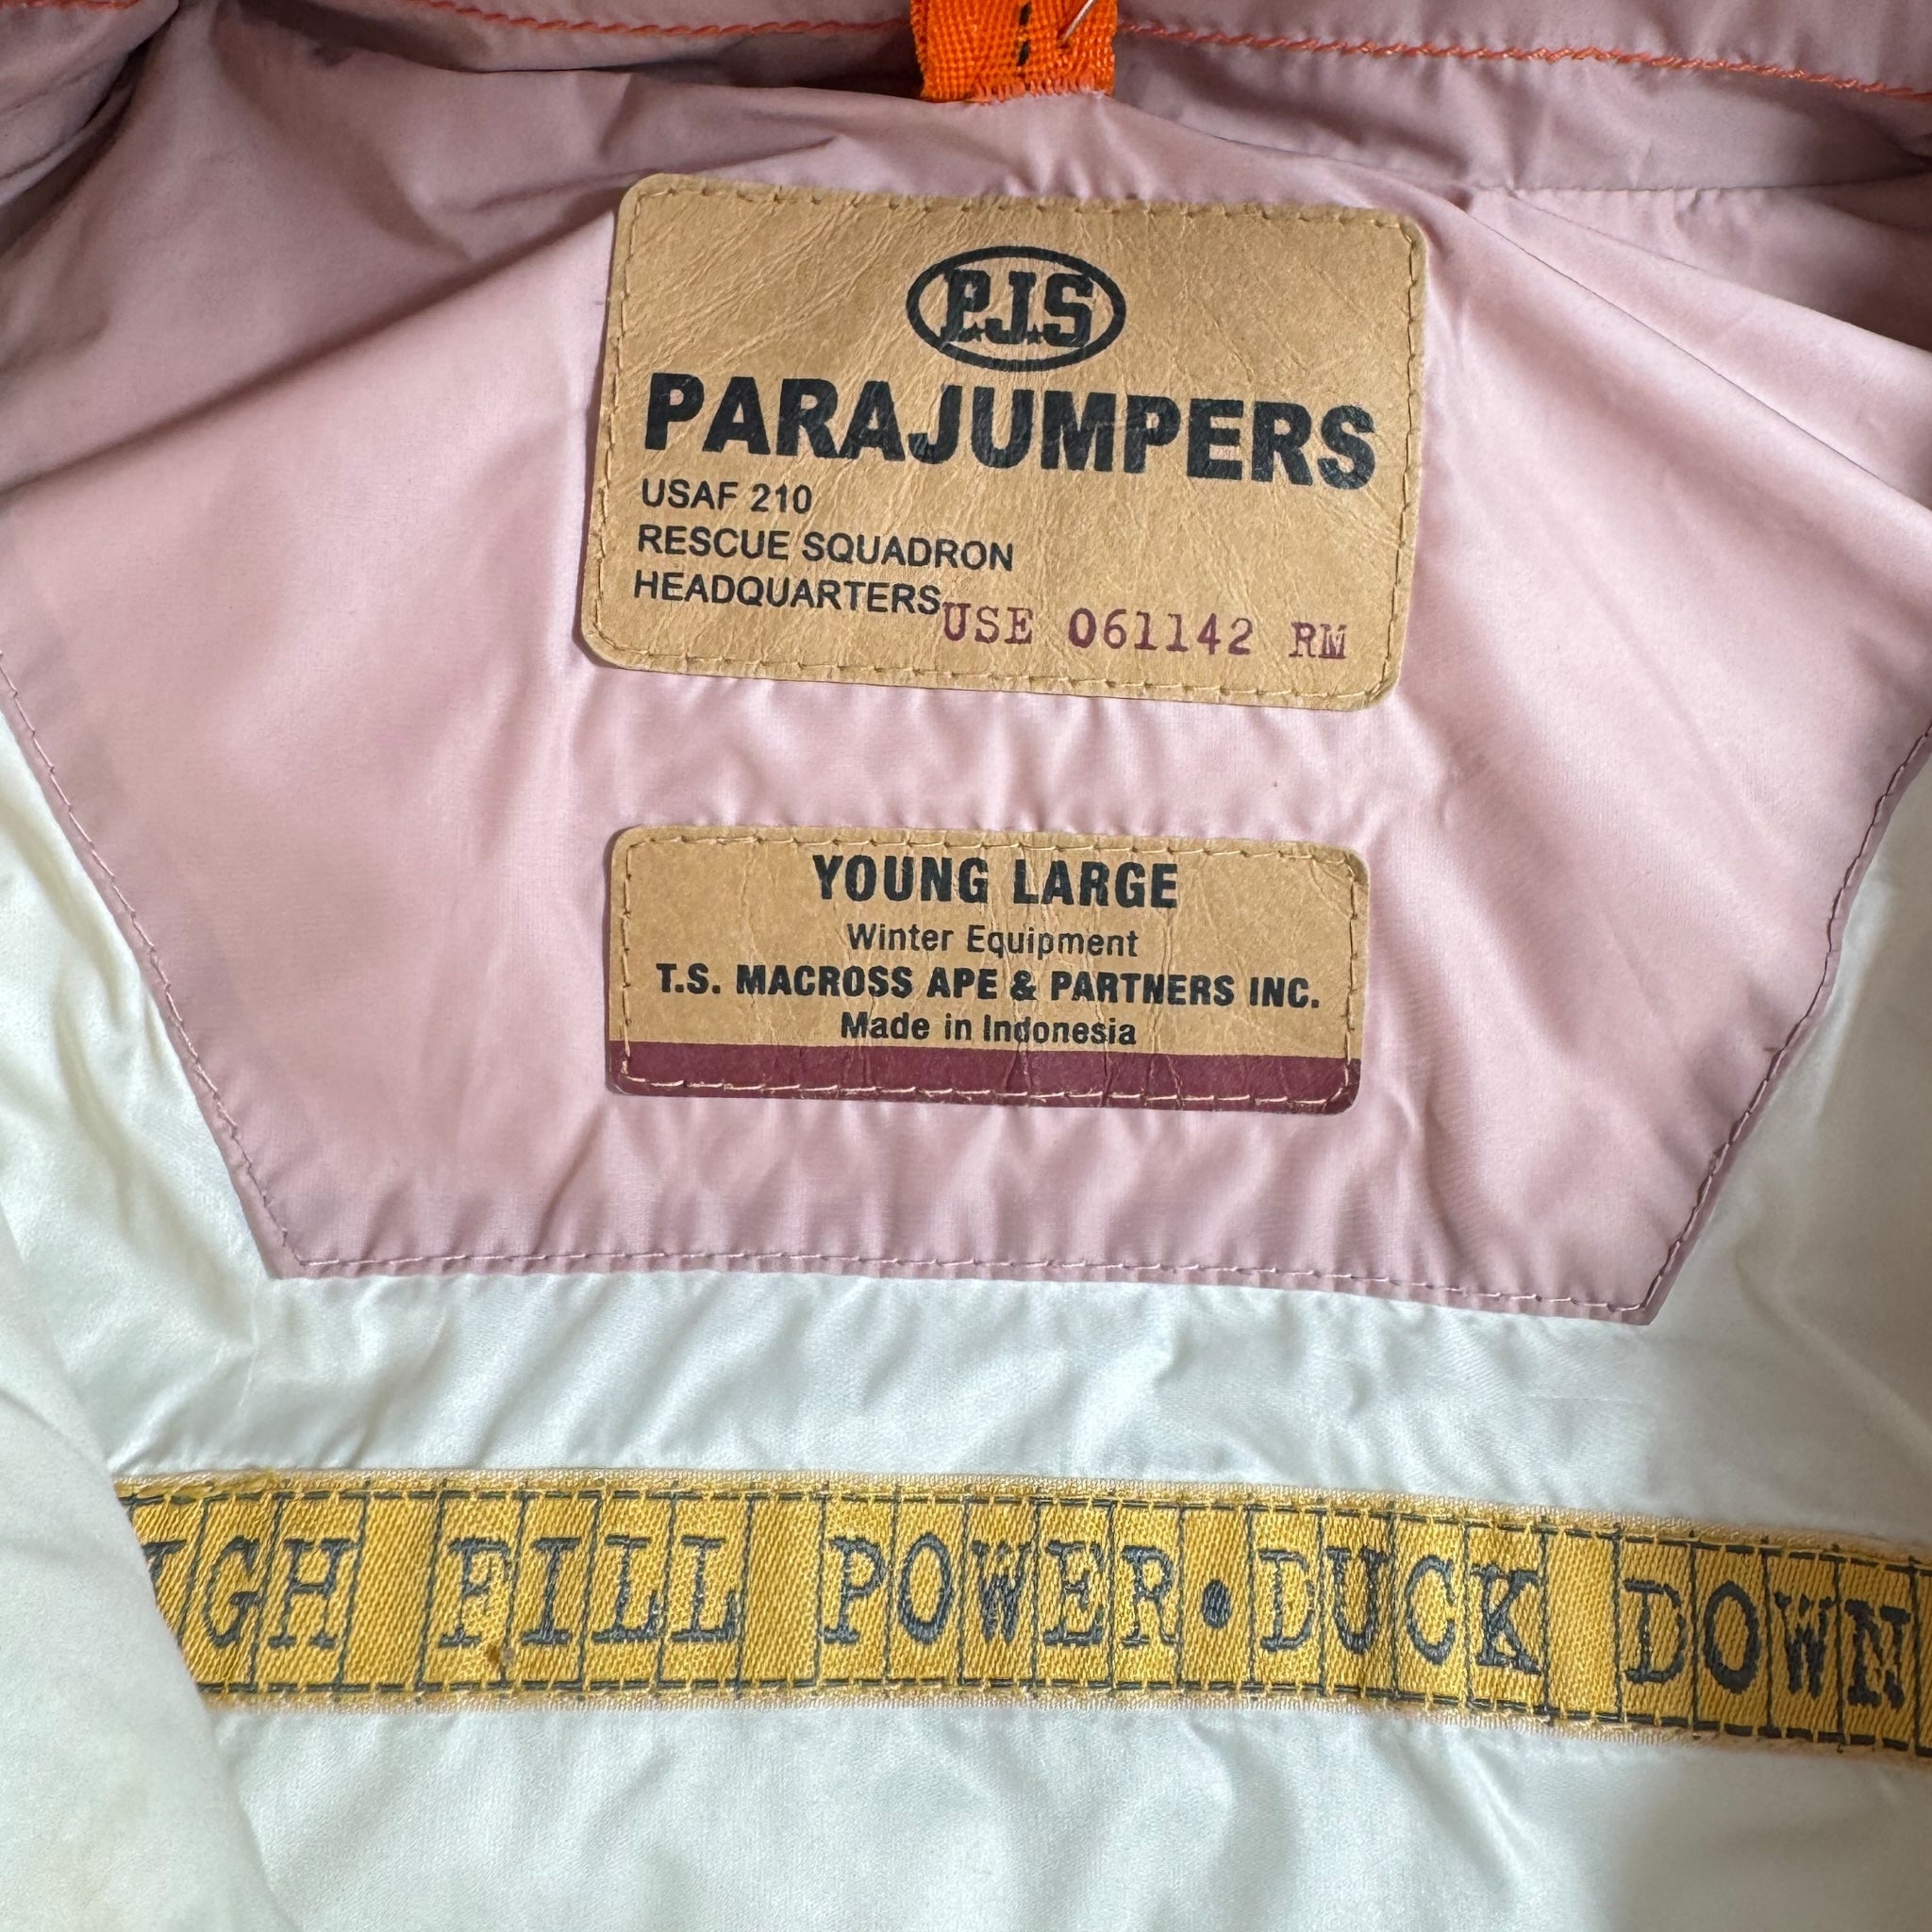 P.J.S
PARAJUMPERS
USAF 210
RESCUE SQUADRON
HEADQUARTERS
USE 061142 RM
YOUNG LARGE
Winter Equipment
T.S. MACROSS APE & PARTNERS INC.
Made in Indonesia
IGH FILL POWER•DUCK DOWN